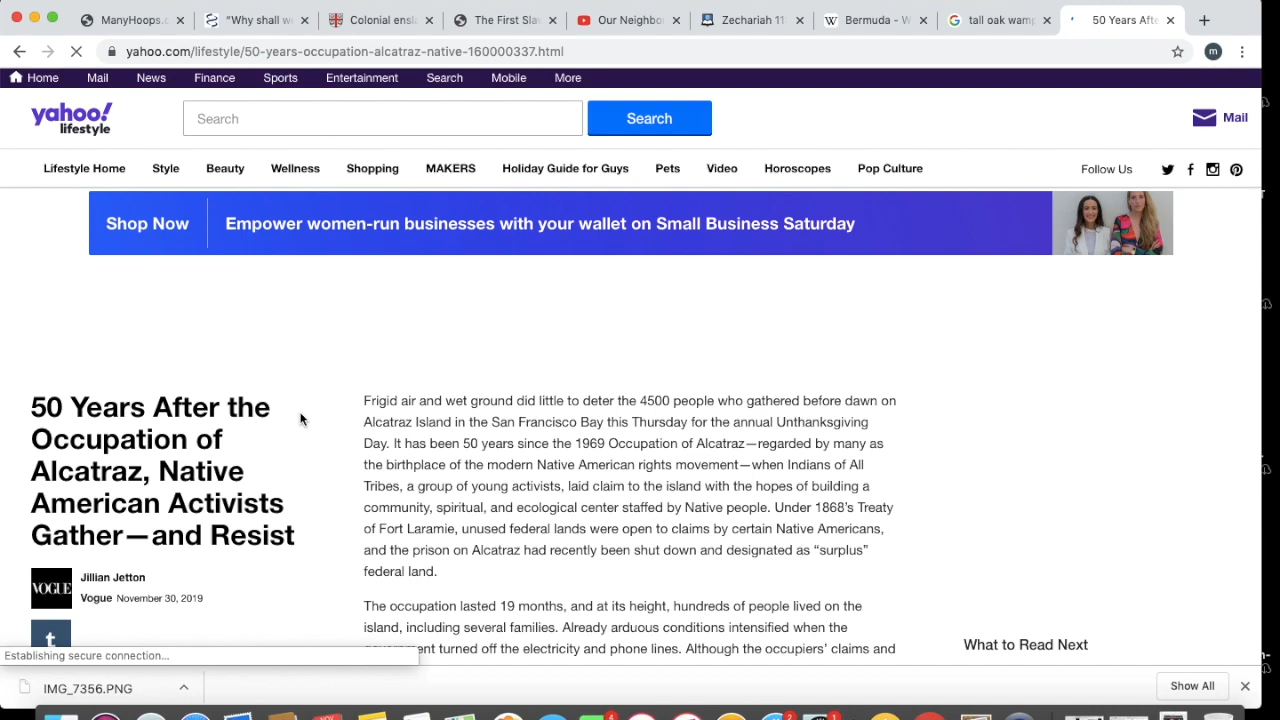 ManyHoops.c
"Why shall we
Colonial ensla
The First Slav
Our Neighbo
Zechariah 11
Bermuda - W
tall oak wamp
50 Years Afte
yahoo.com/lifestyle/50-years-occupation-alcatraz-native-160000337.html
m
Home Mail News Finance Sports Entertainment Search Mobile More
yahoo!
lifestyle
Search
Search
Mail
Lifestyle Home Style Beauty Wellness Shopping MAKERS Holiday Guide for Guys Pets Video Horoscopes Pop Culture
Follow Us
Shop Now
Empower women-run businesses with your wallet on Small Business Saturday
50 Years After the
Occupation of
Alcatraz, Native
American Activists
Gather—and Resist
VOGUE
Jillian Jetton
Vogue November 30, 2019
t
Frigid air and wet ground did little to deter the 4500 people who gathered before dawn on
Alcatraz Island in the San Francisco Bay this Thursday for the annual Unthanksgiving
Day. It has been 50 years since the 1969 Occupation of Alcatraz—regarded by many as
the birthplace of the modern Native American rights movement—when Indians of All
Tribes, a group of young activists, laid claim to the island with the hopes of building a
community, spiritual, and ecological center staffed by Native people. Under 1868's Treaty
of Fort Laramie, unused federal lands were open to claims by certain Native Americans,
and the prison on Alcatraz had recently been shut down and designated as "surplus"
federal land.
The occupation lasted 19 months, and at its height, hundreds of people lived on the
island, including several families. Already arduous conditions intensified when the
government turned off the electricity and phone lines. Although the occupiers' claims and
What to Read Next
Establishing secure connection...
IMG_7356.PNG
Show All